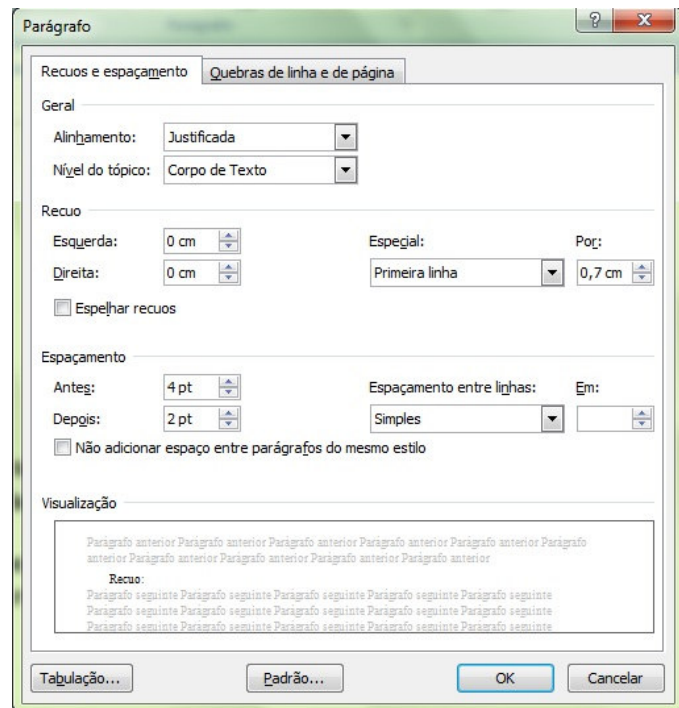 Parágrafo
Recuos e espaçamento Quebras de linha e de página
Geral
Alinhamento: Justificada
Nível do tópico: Corpo de Texto
Recuo
Esquerda: 0 cm Especial: Por:
Direita: 0 cm Primeira linha 0,7 cm
Espelhar recuos
Espaçamento
Antes: 4 pt Espaçamento entre linhas: Em:
Depois: 2 pt Simples
Não adicionar espaço entre parágrafos do mesmo estilo
Visualização
Parágrafo anterior Parágrafo anterior Parágrafo anterior Parágrafo anterior Parágrafo anterior Parágrafo
anterior Parágrafo anterior Parágrafo anterior Parágrafo anterior Parágrafo anterior
Recuo:
Parágrafo seguinte Parágrafo seguinte Parágrafo seguinte Parágrafo seguinte Parágrafo seguinte
Parágrafo seguinte Parágrafo seguinte Parágrafo seguinte Parágrafo seguinte Parágrafo seguinte
Parágrafo seguinte Parágrafo seguinte Parágrafo seguinte Parágrafo seguinte Parágrafo seguinte
Tabulação... Padrão... OK Cancelar